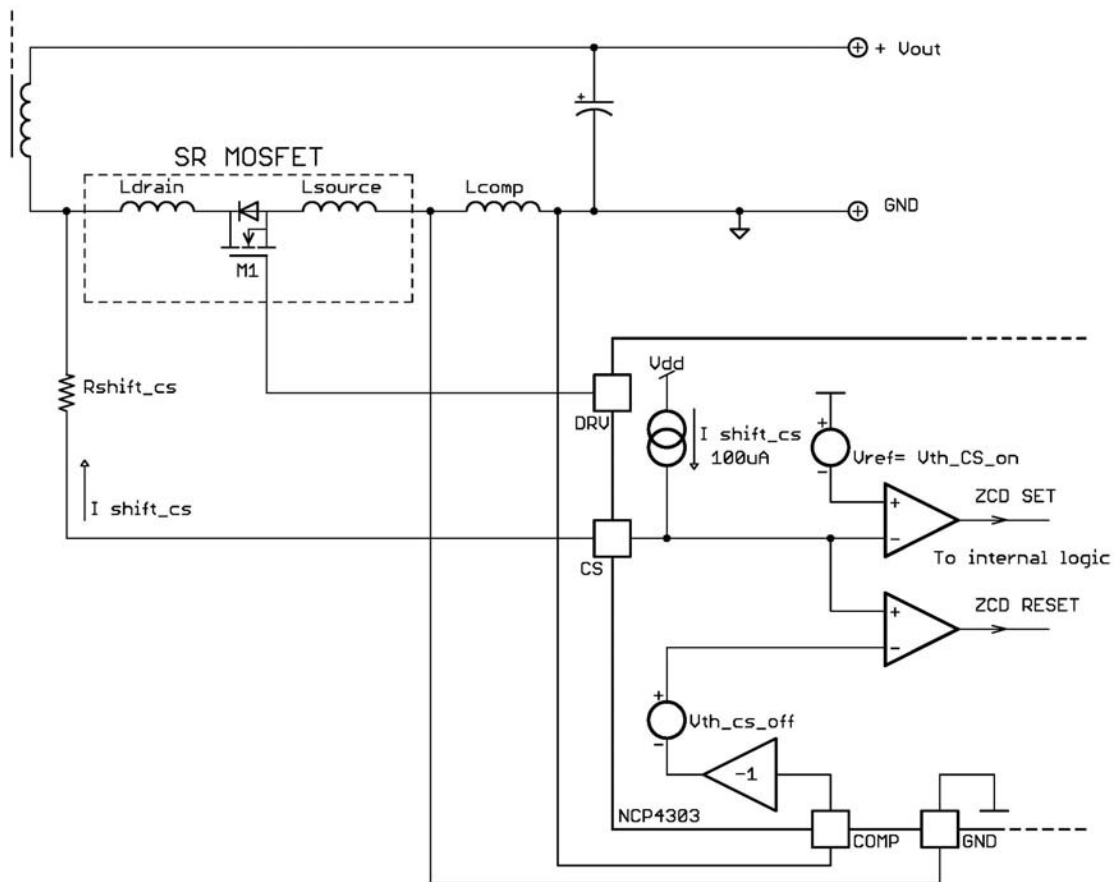 + Vout
SR MOSFET
Ldrain
Lsource
Lcomp
GND
M1
Rshift_cs
I shift_cs
DRV
Vdd
I shift_cs
100uA
+
-
Vref= Vth_CS_on
+
-
ZCD SET
To internal logic
CS
+
-
ZCD RESET
+
-
Vth_cs_off
-1
NCP4303
COMP
GND
+